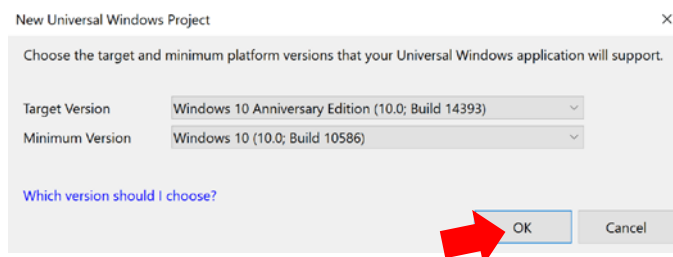 New Universal Windows Project
Choose the target and minimum platform versions that your Universal Windows application will support.
Target Version Windows 10 Anniversary Edition (10.0; Build 14393)
Minimum Version Windows 10 (10.0; Build 10586)
Which version should I choose?
OK Cancel